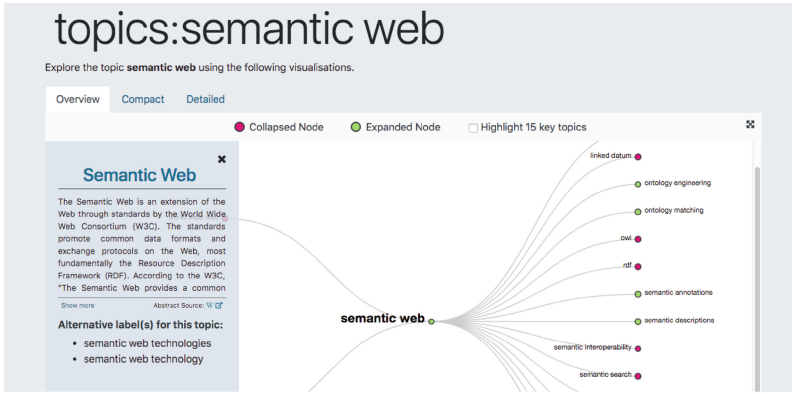 topics:semantic web
Explore the topic semantic web using the following visualisations.
Overview Compact Detailed
Collapsed Node Expanded Node Highlight 15 key topics
Semantic Web
The Semantic Web is an extension of the
Web through standards by the World Wide
Web Consortium (W3C). The standards
promote common data formats and
exchange protocols on the Web, most
fundamentally the Resource Description
Framework (RDF). According to the W3C,
"The Semantic Web provides a common
Show more Abstract Source: W
Alternative label(s) for this topic:
semantic web technologies
semantic web technology
semantic web
linked datum
ontology engineering
ontology matching
owl
rdf
semantic annotations
semantic descriptions
semantic interoperability
semantic search